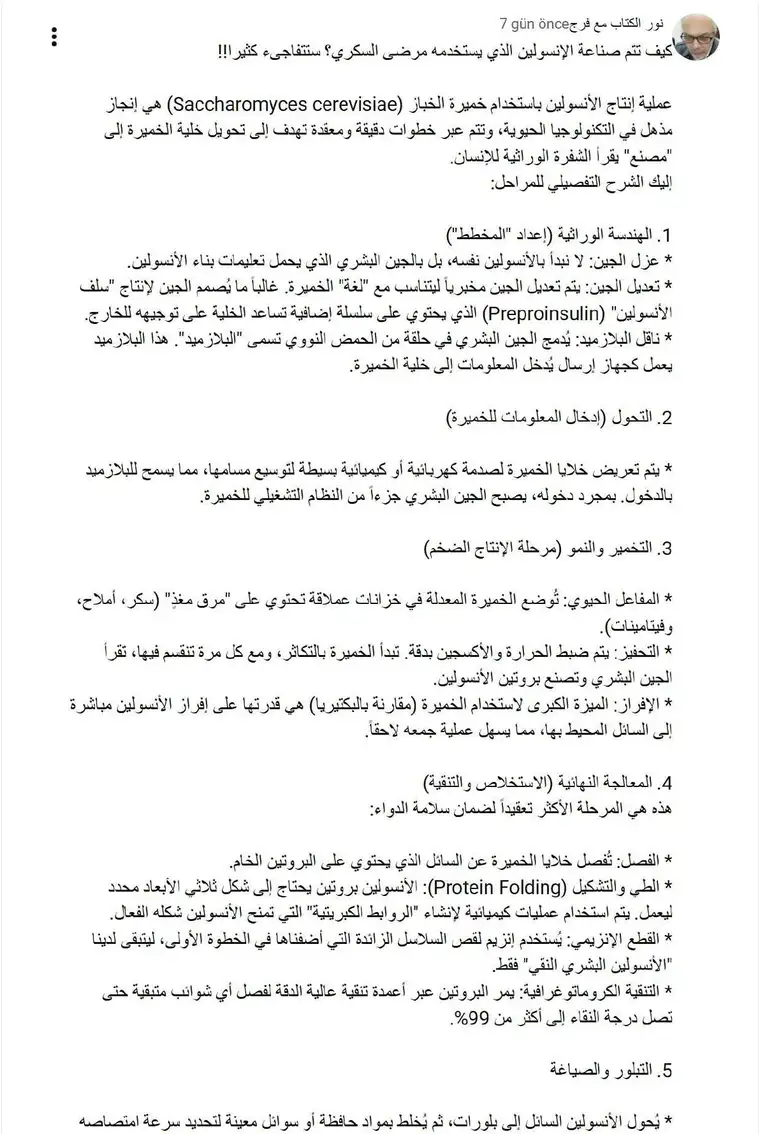 نور الكتاب مع فرج 7 gün önce
كيف تتم صناعة الإنسولين الذي يستخدمه مرضى السكري؟ ستتفاجىء كثيرا!!
عملية إنتاج الأنسولين باستخدام خميرة الخباز (Saccharomyces cerevisiae) هي إنجاز
مذهل في التكنولوجيا الحيوية، وتتم عبر خطوات دقيقة ومعقدة تهدف إلى تحويل خلية الخميرة إلى
"مصنع" يقرأ الشفرة الوراثية للإنسان.
إليك الشرح التفصيلي للمراحل:
1. الهندسة الوراثية (إعداد "المخطط")
* عزل الجين: لا نبدأ بالأنسولين نفسه، بل بالجين البشري الذي يحمل تعليمات بناء الأنسولين.
* تعديل الجين: يتم تعديل الجين مخبرياً ليتناسب مع "لغة" الخميرة. غالباً ما يُصمم الجين لإنتاج "سلف
الأنسولين" (Preproinsulin) الذي يحتوي على سلسلة إضافية تساعد الخلية على توجيهه للخارج.
* ناقل البلازميد: يُدمج الجين البشري في حلقة من الحمض النووي تسمى "البلازميد". هذا البلازميد
يعمل كجهاز إرسال يُدخل المعلومات إلى خلية الخميرة.
2. التحول (إدخال المعلومات للخميرة)
* يتم تعريض خلايا الخميرة لصدمة كهربائية أو كيميائية بسيطة لتوسيع مسامها، مما يسمح للبلازميد
بالدخول. بمجرد دخوله، يصبح الجين البشري جزءاً من النظام التشغيلي للخميرة.
3. التخمير والنمو (مرحلة الإنتاج الضخم)
* المفاعل الحيوي: تُوضع الخميرة المعدلة في خزانات عملاقة تحتوي على "مرق مغذٍ" (سكر، أملاح،
وفيتامينات).
* التحفيز: يتم ضبط الحرارة والأكسجين بدقة. تبدأ الخميرة بالتكاثر، ومع كل مرة تنقسم فيها، تقرأ
الجين البشري وتصنع بروتين الأنسولين.
* الإفراز: الميزة الكبرى لاستخدام الخميرة (مقارنة بالبكتيريا) هي قدرتها على إفراز الأنسولين مباشرة
إلى السائل المحيط بها، مما يسهل عملية جمعه لاحقاً.
4. المعالجة النهائية (الاستخلاص والتنقية)
هذه هي المرحلة الأكثر تعقيداً لضمان سلامة الدواء:
* الفصل: تُفصل خلايا الخميرة عن السائل الذي يحتوي على البروتين الخام.
* الطي والتشكيل (Protein Folding): الأنسولين بروتين يحتاج إلى شكل ثلاثي الأبعاد محدد
ليعمل. يتم استخدام عمليات كيميائية لإنشاء "الروابط الكبريتية" التي تمنح الأنسولين شكله الفعال.
* القطع الإنزيمي: يُستخدم إنزيم لقص السلاسل الزائدة التي أضفناها في الخطوة الأولى، ليتبقى لدينا
"الأنسولين البشري النقي" فقط.
* التنقية الكروماتوغرافية: يمر البروتين عبر أعمدة تنقية عالية الدقة لفصل أي شوائب متبقية حتى
تصل درجة النقاء إلى أكثر من 99%.
5. التبلور والصياغة
* يُحول الأنسولين السائل إلى بلورات، ثم يُخلط بمواد حافظة أو سوائل معينة لتحديد سرعة امتصاصه